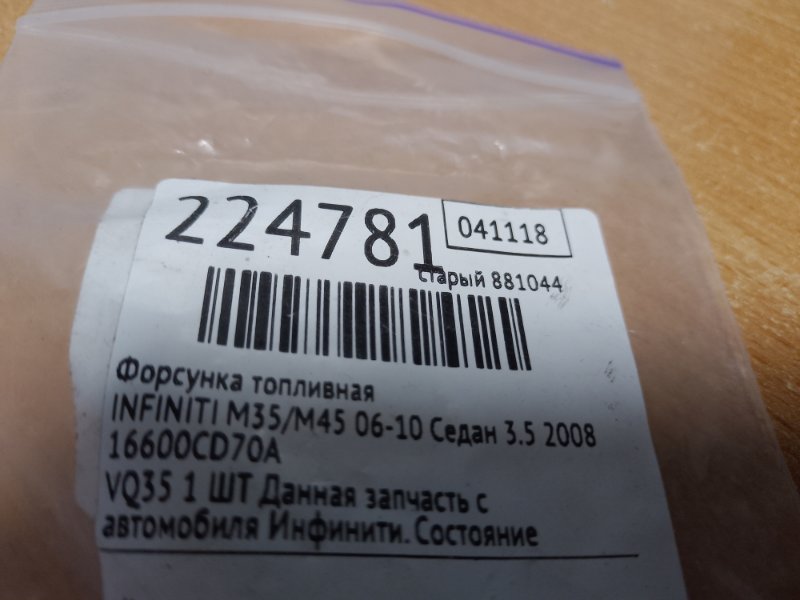 224781
041118
старый 881044
Форсунка топливная
INFINITI M35/M45 06-10 Седан 3.5 2008
16600CD70A
VQ35 1 ШТ Данная запчасть с
автомобиля Инфинити. Состояние